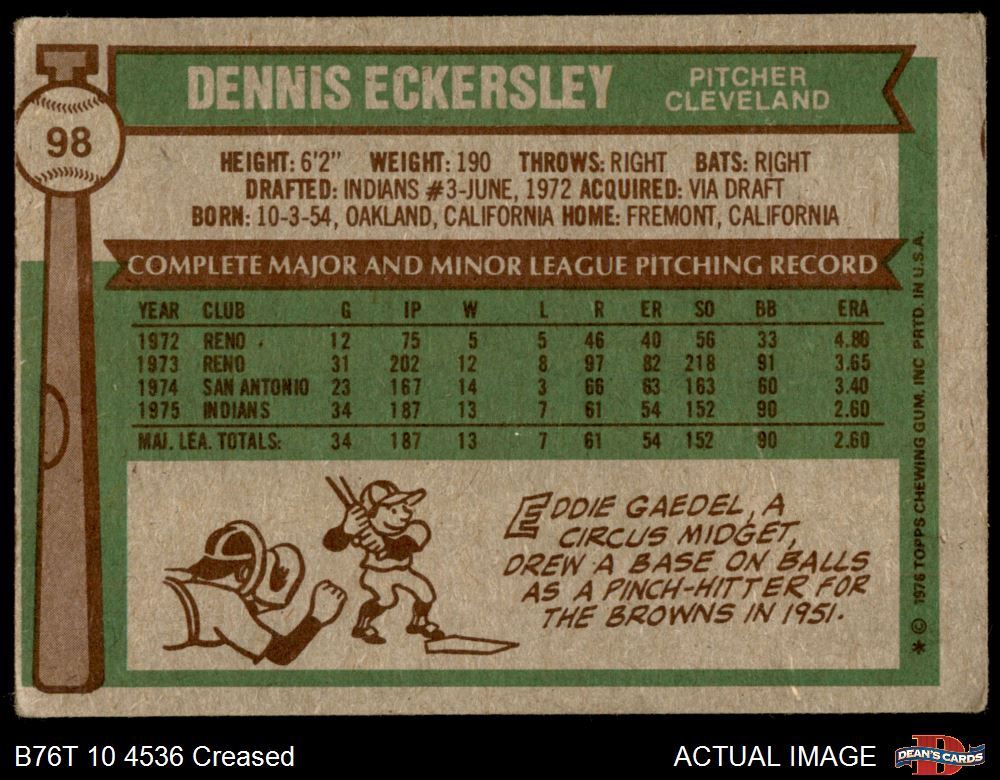 98
DENNIS ECKERSLEY
PITCHER
CLEVELAND
HEIGHT: 6'2" WEIGHT: 190 THROWS: RIGHT BATS: RIGHT
DRAFTED: INDIANS #3-JUNE, 1972 ACQUIRED: VIA DRAFT
BORN: 10-3-54, OAKLAND, CALIFORNIA HOME: FREMONT, CALIFORNIA
COMPLETE MAJOR AND MINOR LEAGUE PITCHING RECORD
YEAR CLUB G IP W L R ER SO BB ERA
1972 RENO 12 75 5 5 46 40 56 33 4.80
1973 RENO 31 202 12 8 97 82 218 91 3.65
1974 SAN ANTONIO 23 167 14 3 66 63 163 60 3.40
1975 INDIANS 34 187 13 7 61 54 152 90 2.60
MAJ. LEA. TOTALS: 34 187 13 7 61 54 152 90 2.60
EDDIE GAEDEL, A
CIRCUS MIDGET,
DREW A BASE ON BALLS
AS A PINCH-HITTER FOR
THE BROWNS IN 1951.
* © 1976 TOPPS CHEWING GUM, INC PRTD. IN U.S.A.
B76T 10 4536 Creased
ACTUAL IMAGE
DEAN'S CARDS